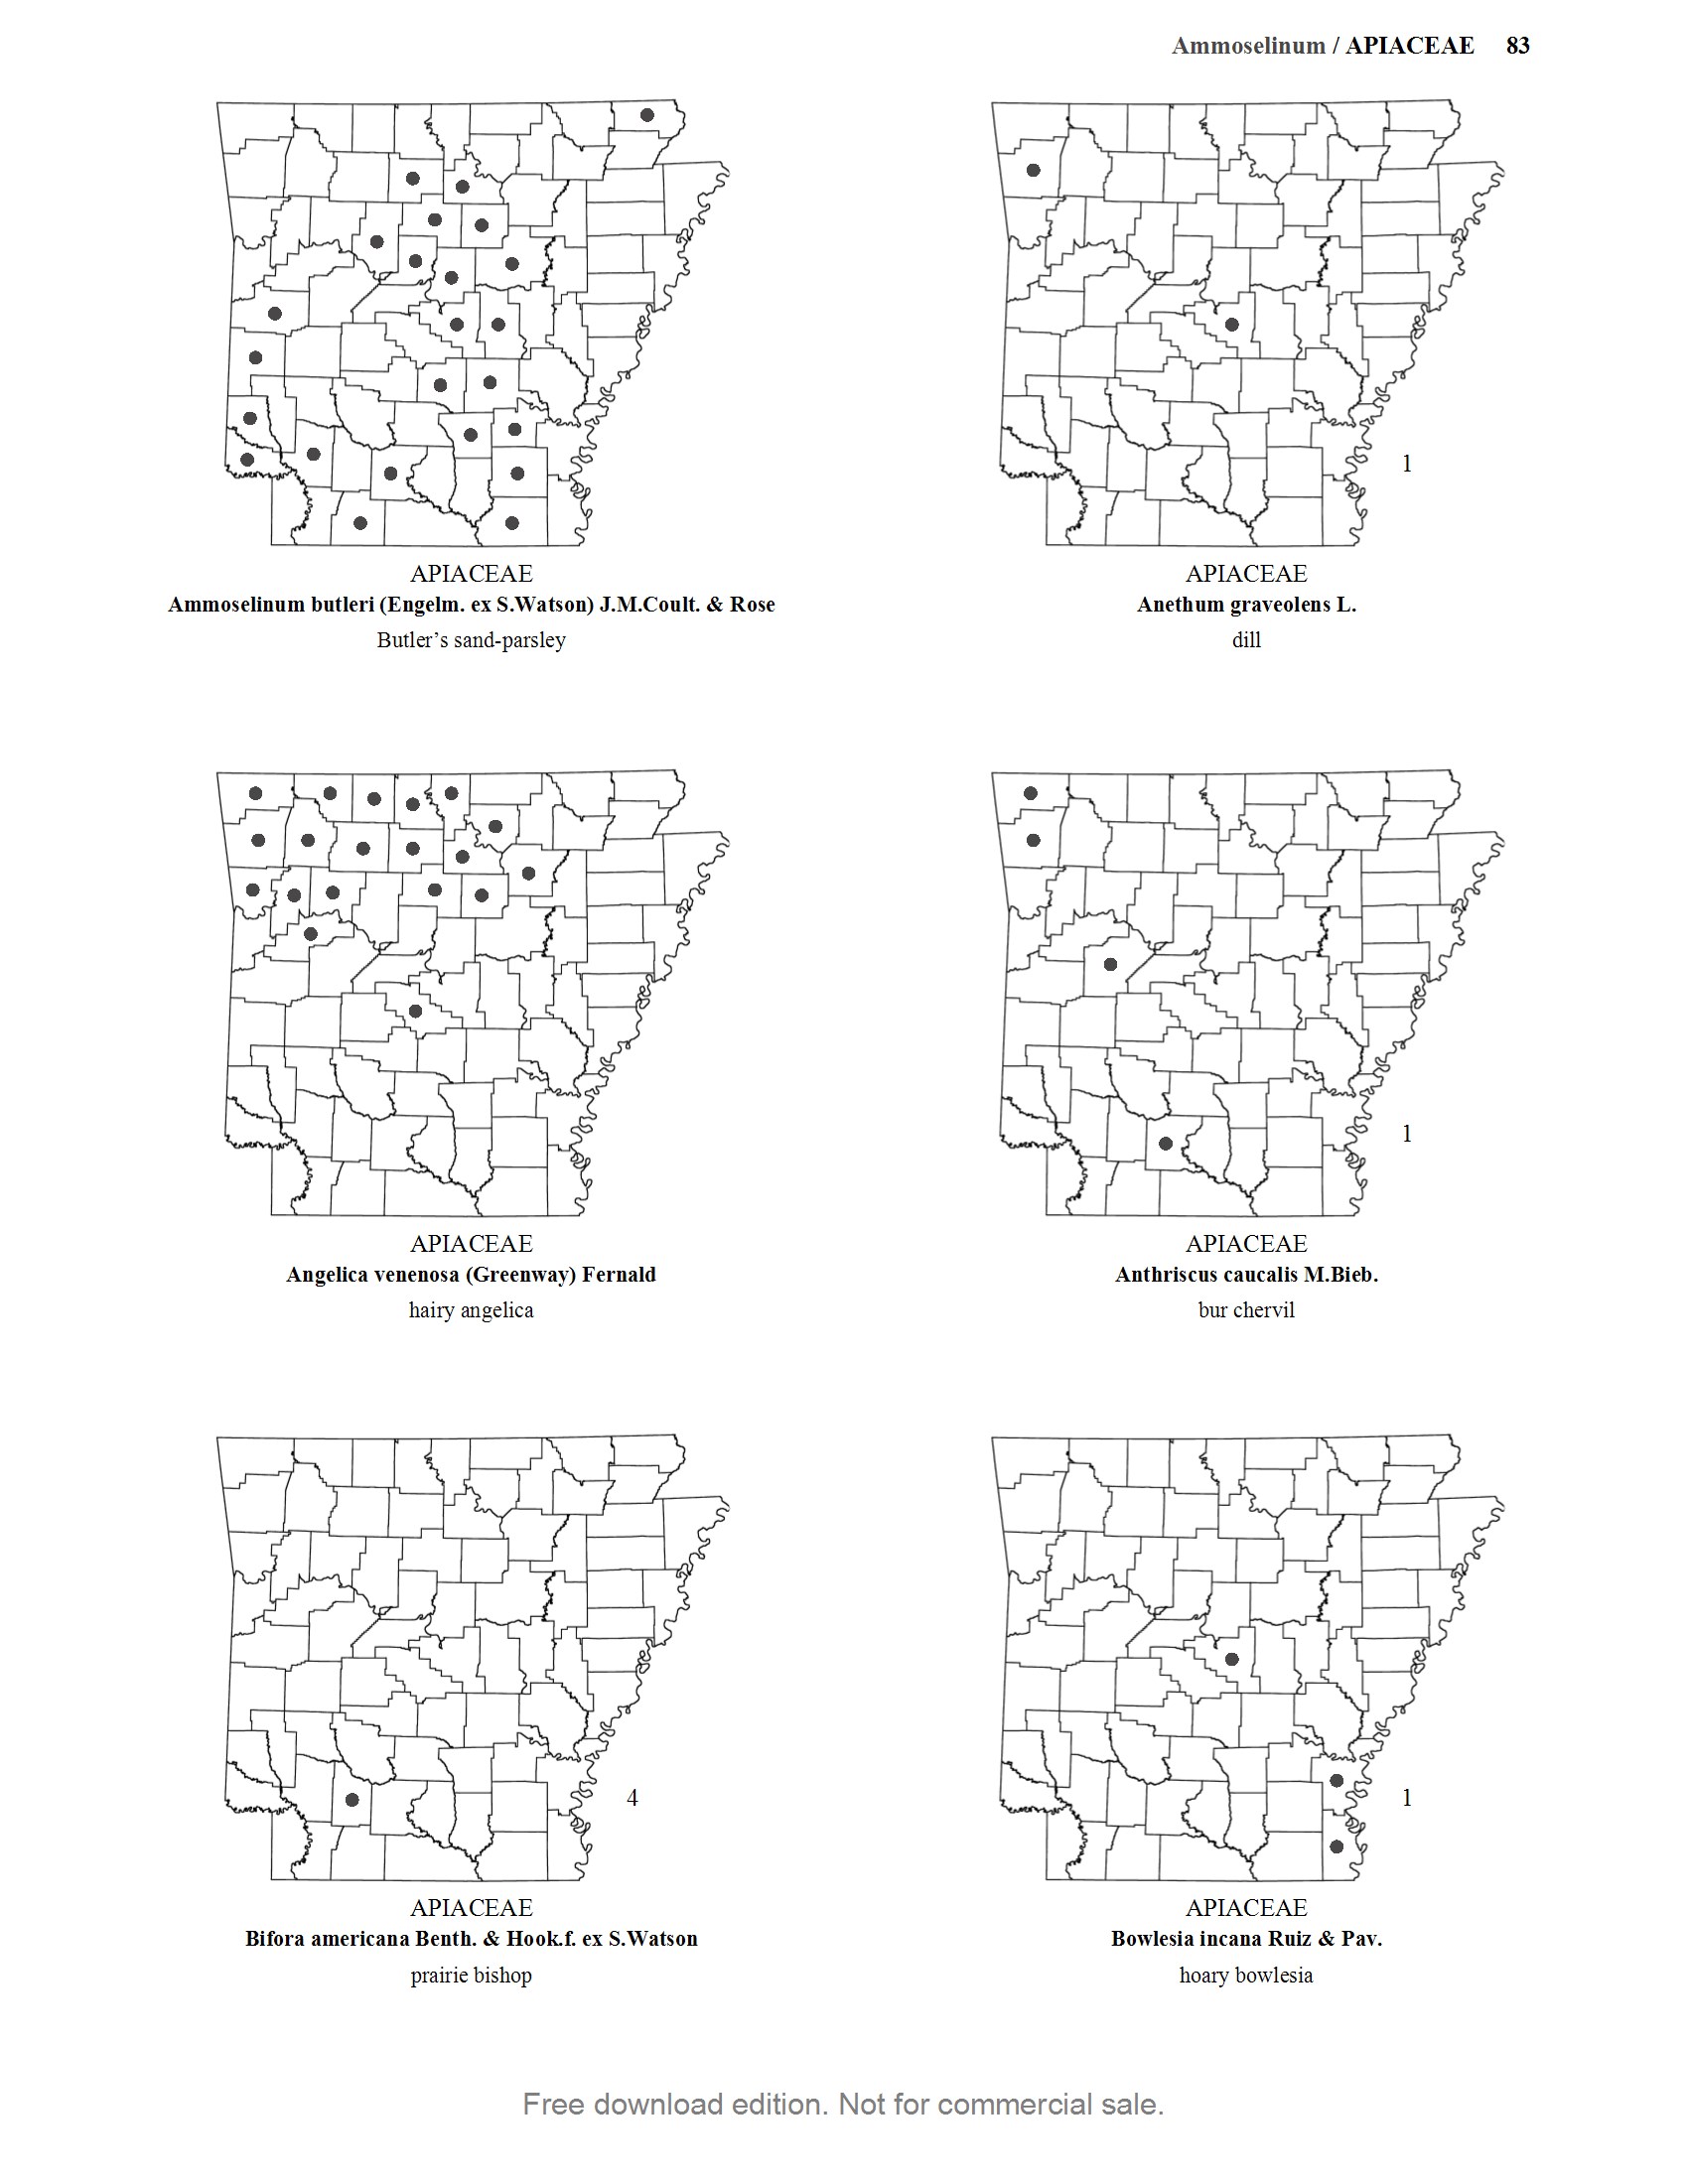 Ammoselinum / APIACEAE 83
APIACEAE
Ammoselinum butleri (Engelm. ex S.Watson) J.M.Coult. & Rose
Butler’s sand-parsley
1
APIACEAE
Anethum graveolens L.
dill
APIACEAE
Angelica venenosa (Greenway) Fernald
hairy angelica
1
APIACEAE
Anthriscus caucalis M.Bieb.
bur chervil
4
APIACEAE
Bifora americana Benth. & Hook.f. ex S.Watson
prairie bishop
1
APIACEAE
Bowlesia incana Ruiz & Pav.
hoary bowlesia
Free download edition. Not for commercial sale.